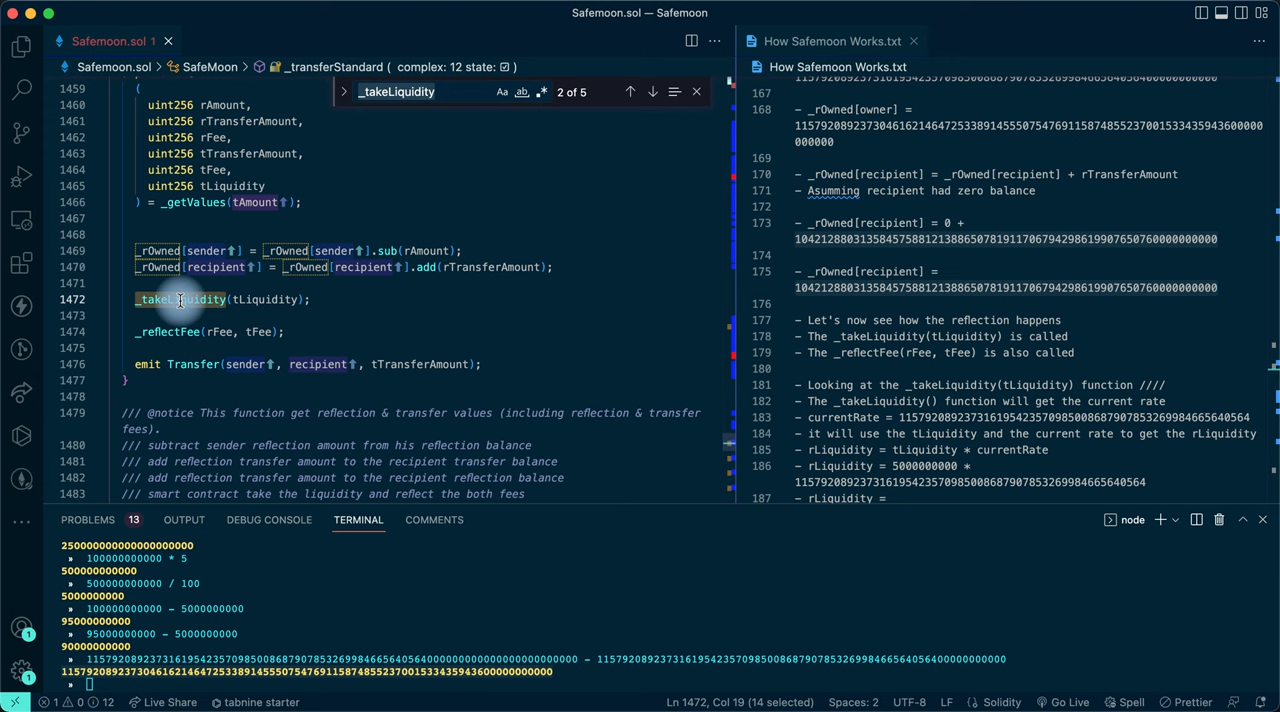 Safemoon.sol — Safemoon
Safemoon.sol 1
Safemoon.sol > SafeMoon > _transferStandard ( complex: 12 state: )
_takeLiquidity
Aa ab
2 of 5
1459 (
1460 uint256 rAmount,
1461 uint256 rTransferAmount,
1462 uint256 rFee,
1463 uint256 tTransferAmount,
1464 uint256 tFee,
1465 uint256 tLiquidity
1466 ) = _getValues(tAmount);
1467
1468
1469 _rOwned[sender] = _rOwned[sender].sub(rAmount);
1470 _rOwned[recipient] = _rOwned[recipient].add(rTransferAmount);
1471
1472 _takeLiquidity(tLiquidity);
1473
1474 _reflectFee(rFee, tFee);
1475
1476 emit Transfer(sender, recipient, tTransferAmount);
1477 }
1478
1479 /// @notice This function get reflection & transfer values (including reflection & transfer
fees).
1480 /// subtract sender reflection amount from his reflection balance
1481 /// add reflection transfer amount to the recipient transfer balance
1482 /// add reflection transfer amount to the recipient reflection balance
1483 /// smart contract take the liquidity and reflect the both fees
How Safemoon Works.txt
How Safemoon Works.txt
167
168 - _rOwned[owner] =
000000
169
170 - _rOwned[recipient] = _rOwned[recipient] + rTransferAmount
171 - Asumming recipient had zero balance
172
173 - _rOwned[recipient] = 0 +
174
175 - _rOwned[recipient] =
176
177 - Let's now see how the reflection happens
178 - The _takeLiquidity(tLiquidity) is called
179 - The _reflectFee(rFee, tFee) is also called
180
181 - Looking at the _takeLiquidity(tLiquidity) function ////
182 - The _takeLiquidity() function will get the current rate
183 - currentRate = 115792089237316195423570985008687907853269984665640564
184 - it will use the tLiquidity and the current rate to get the rLiquidity
185 - rLiquidity = tLiquidity * currentRate
186 - rLiquidity = 5000000000 *
115792089237316195423570985008687907853269984665640564
187 - rLiquidity =
PROBLEMS 13 OUTPUT DEBUG CONSOLE TERMINAL COMMENTS
node
» 100000000000 * 5
500000000000
» 500000000000 / 100
5000000000
» 100000000000 - 5000000000
95000000000
» 95000000000 - 5000000000
90000000000
1
1
1 0 12 Live Share tabnine starter
Ln 1472, Col 19 (14 selected) Spaces: 2 UTF-8 LF Solidity Go Live Spell Prettier